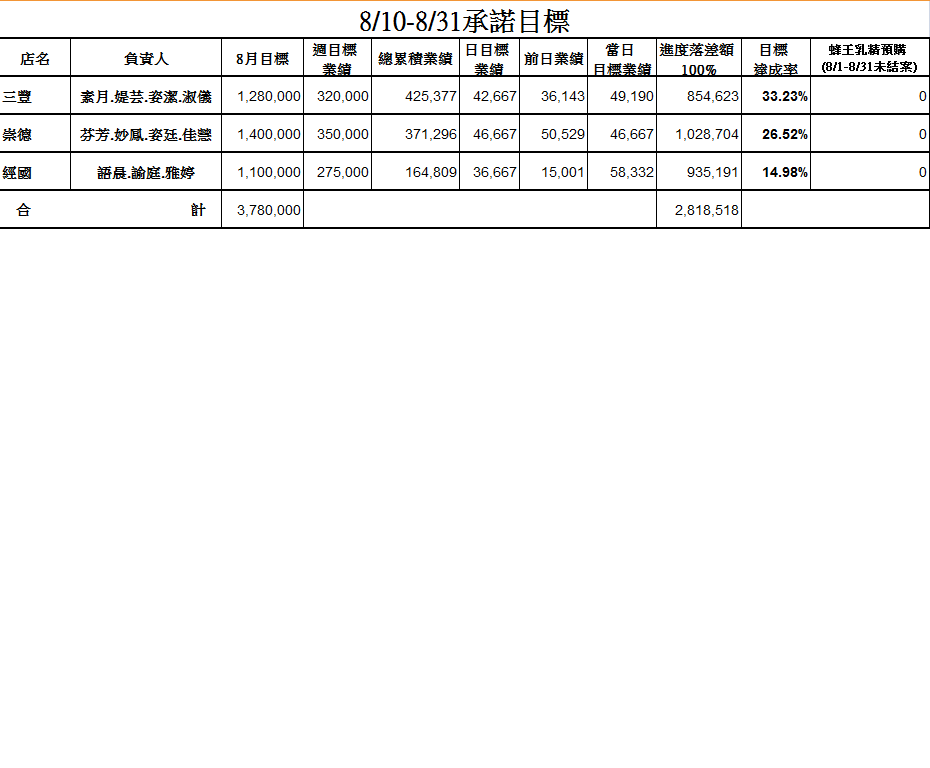 8/10-8/31承諾目標
店名 負責人 8月目標 週目標業績 總累積業績 日目標業績 前日業績 當日目標業績 進度落差額100% 目標達成率 蜂王乳精預購(8/1-8/31未結案)
三豐 素月.媞芸.姿潔.淑儀 1,280,000 320,000 425,377 42,667 36,143 49,190 854,623 33.23% 0
崇德 芬芳.妙鳳.姿廷.佳慧 1,400,000 350,000 371,296 46,667 50,529 46,667 1,028,704 26.52% 0
經國 語晨.諭庭.雅婷 1,100,000 275,000 164,809 36,667 15,001 58,332 935,191 14.98% 0
合計 3,780,000 2,818,518